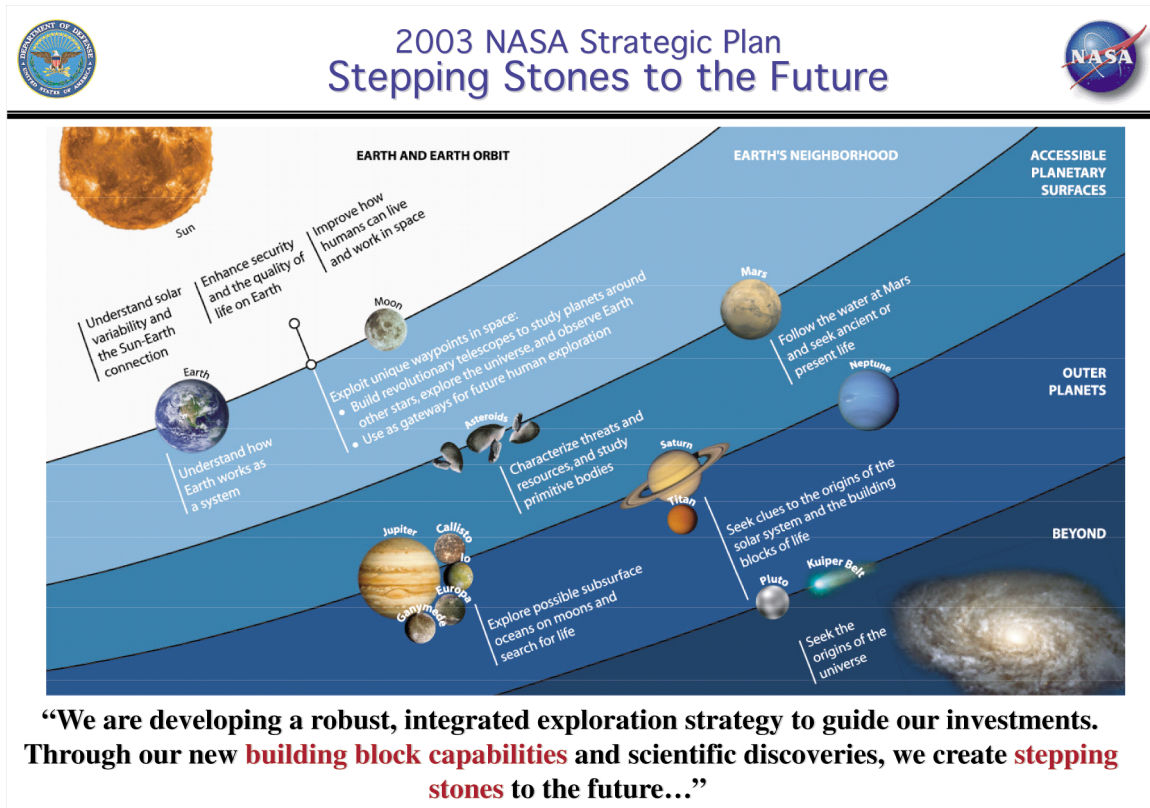 DEPARTMENT OF DEFENSE
UNITED STATES OF AMERICA
2003 NASA Strategic Plan
Stepping Stones to the Future
NASA
EARTH AND EARTH ORBIT
EARTH'S NEIGHBORHOOD
ACCESSIBLE
PLANETARY
SURFACES
Sun
Improve how
humans can live
and work in space
Enhance security
and the quality of
life on Earth
Understand solar
variability and
the Sun-Earth
connection
Moon
Mars
Earth
Exploit unique waypoints in space:
• Build revolutionary telescopes to study planets around
other stars, explore the universe, and observe Earth
• Use as gateways for future human exploration
Follow the water at Mars
and seek ancient or
present life
Neptune
OUTER
PLANETS
Understand how
Earth works as
a system
Asteroids
Characterize threats and
resources, and study
primitive bodies
Saturn
Titan
Seek clues to the origins of the
solar system and the building
blocks of life
Jupiter
Callisto
Io
Europa
Ganymede
Explore possible subsurface
oceans on moons and
search for life
BEYOND
Pluto
Kuiper Belt
Seek the
origins of the
universe
“We are developing a robust, integrated exploration strategy to guide our investments.
Through our new building block capabilities and scientific discoveries, we create stepping
stones to the future…”